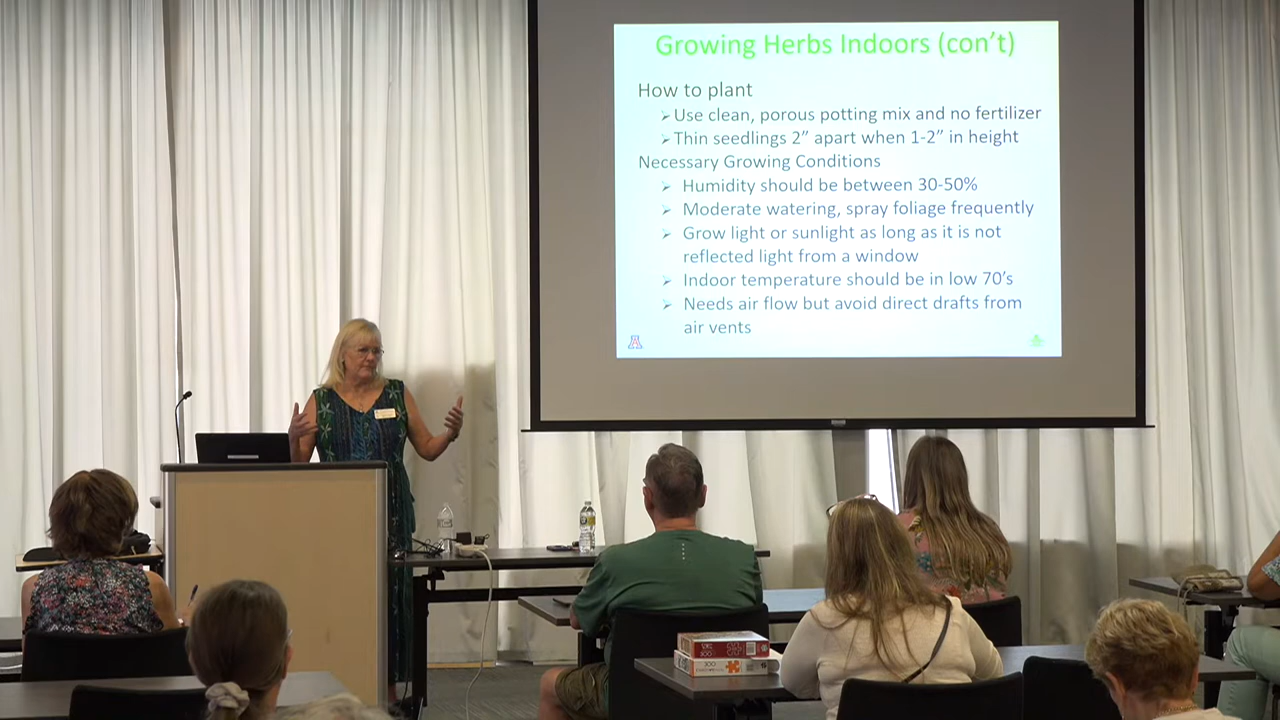 Growing Herbs Indoors (con't)
How to plant
Use clean, porous potting mix and no fertilizer
Thin seedlings 2" apart when 1-2" in height
Necessary Growing Conditions
Humidity should be between 30-50%
Moderate watering, spray foliage frequently
Grow light or sunlight as long as it is not
reflected light from a window
Indoor temperature should be in low 70's
Needs air flow but avoid direct drafts from
air vents
A
300
300